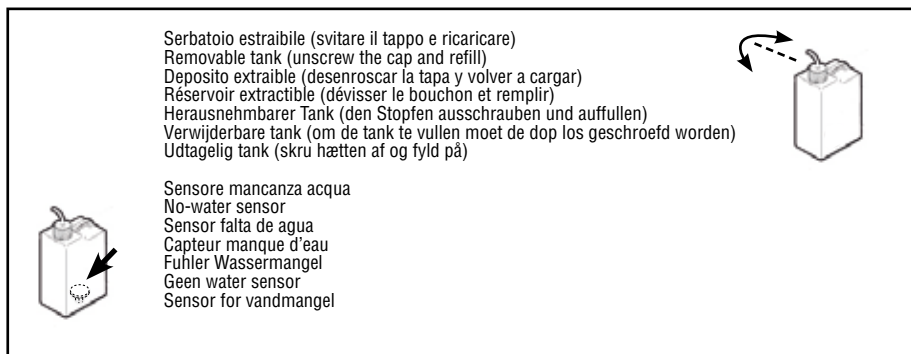 Serbatoio estraibile (svitare il tappo e ricaricare)
Removable tank (unscrew the cap and refill)
Deposito extraible (desenroscar la tapa y volver a cargar)
Réservoir extractible (dévisser le bouchon et remplir)
Herausnehmbarer Tank (den Stopfen ausschrauben und auffullen)
Verwijderbare tank (om de tank te vullen moet de dop los geschroefd worden)
Udtagelig tank (skru hætten af og fyld på)
Sensore mancanza acqua
No-water sensor
Sensor falta de agua
Capteur manque d'eau
Fuhler Wassermangel
Geen water sensor
Sensor for vandmangel